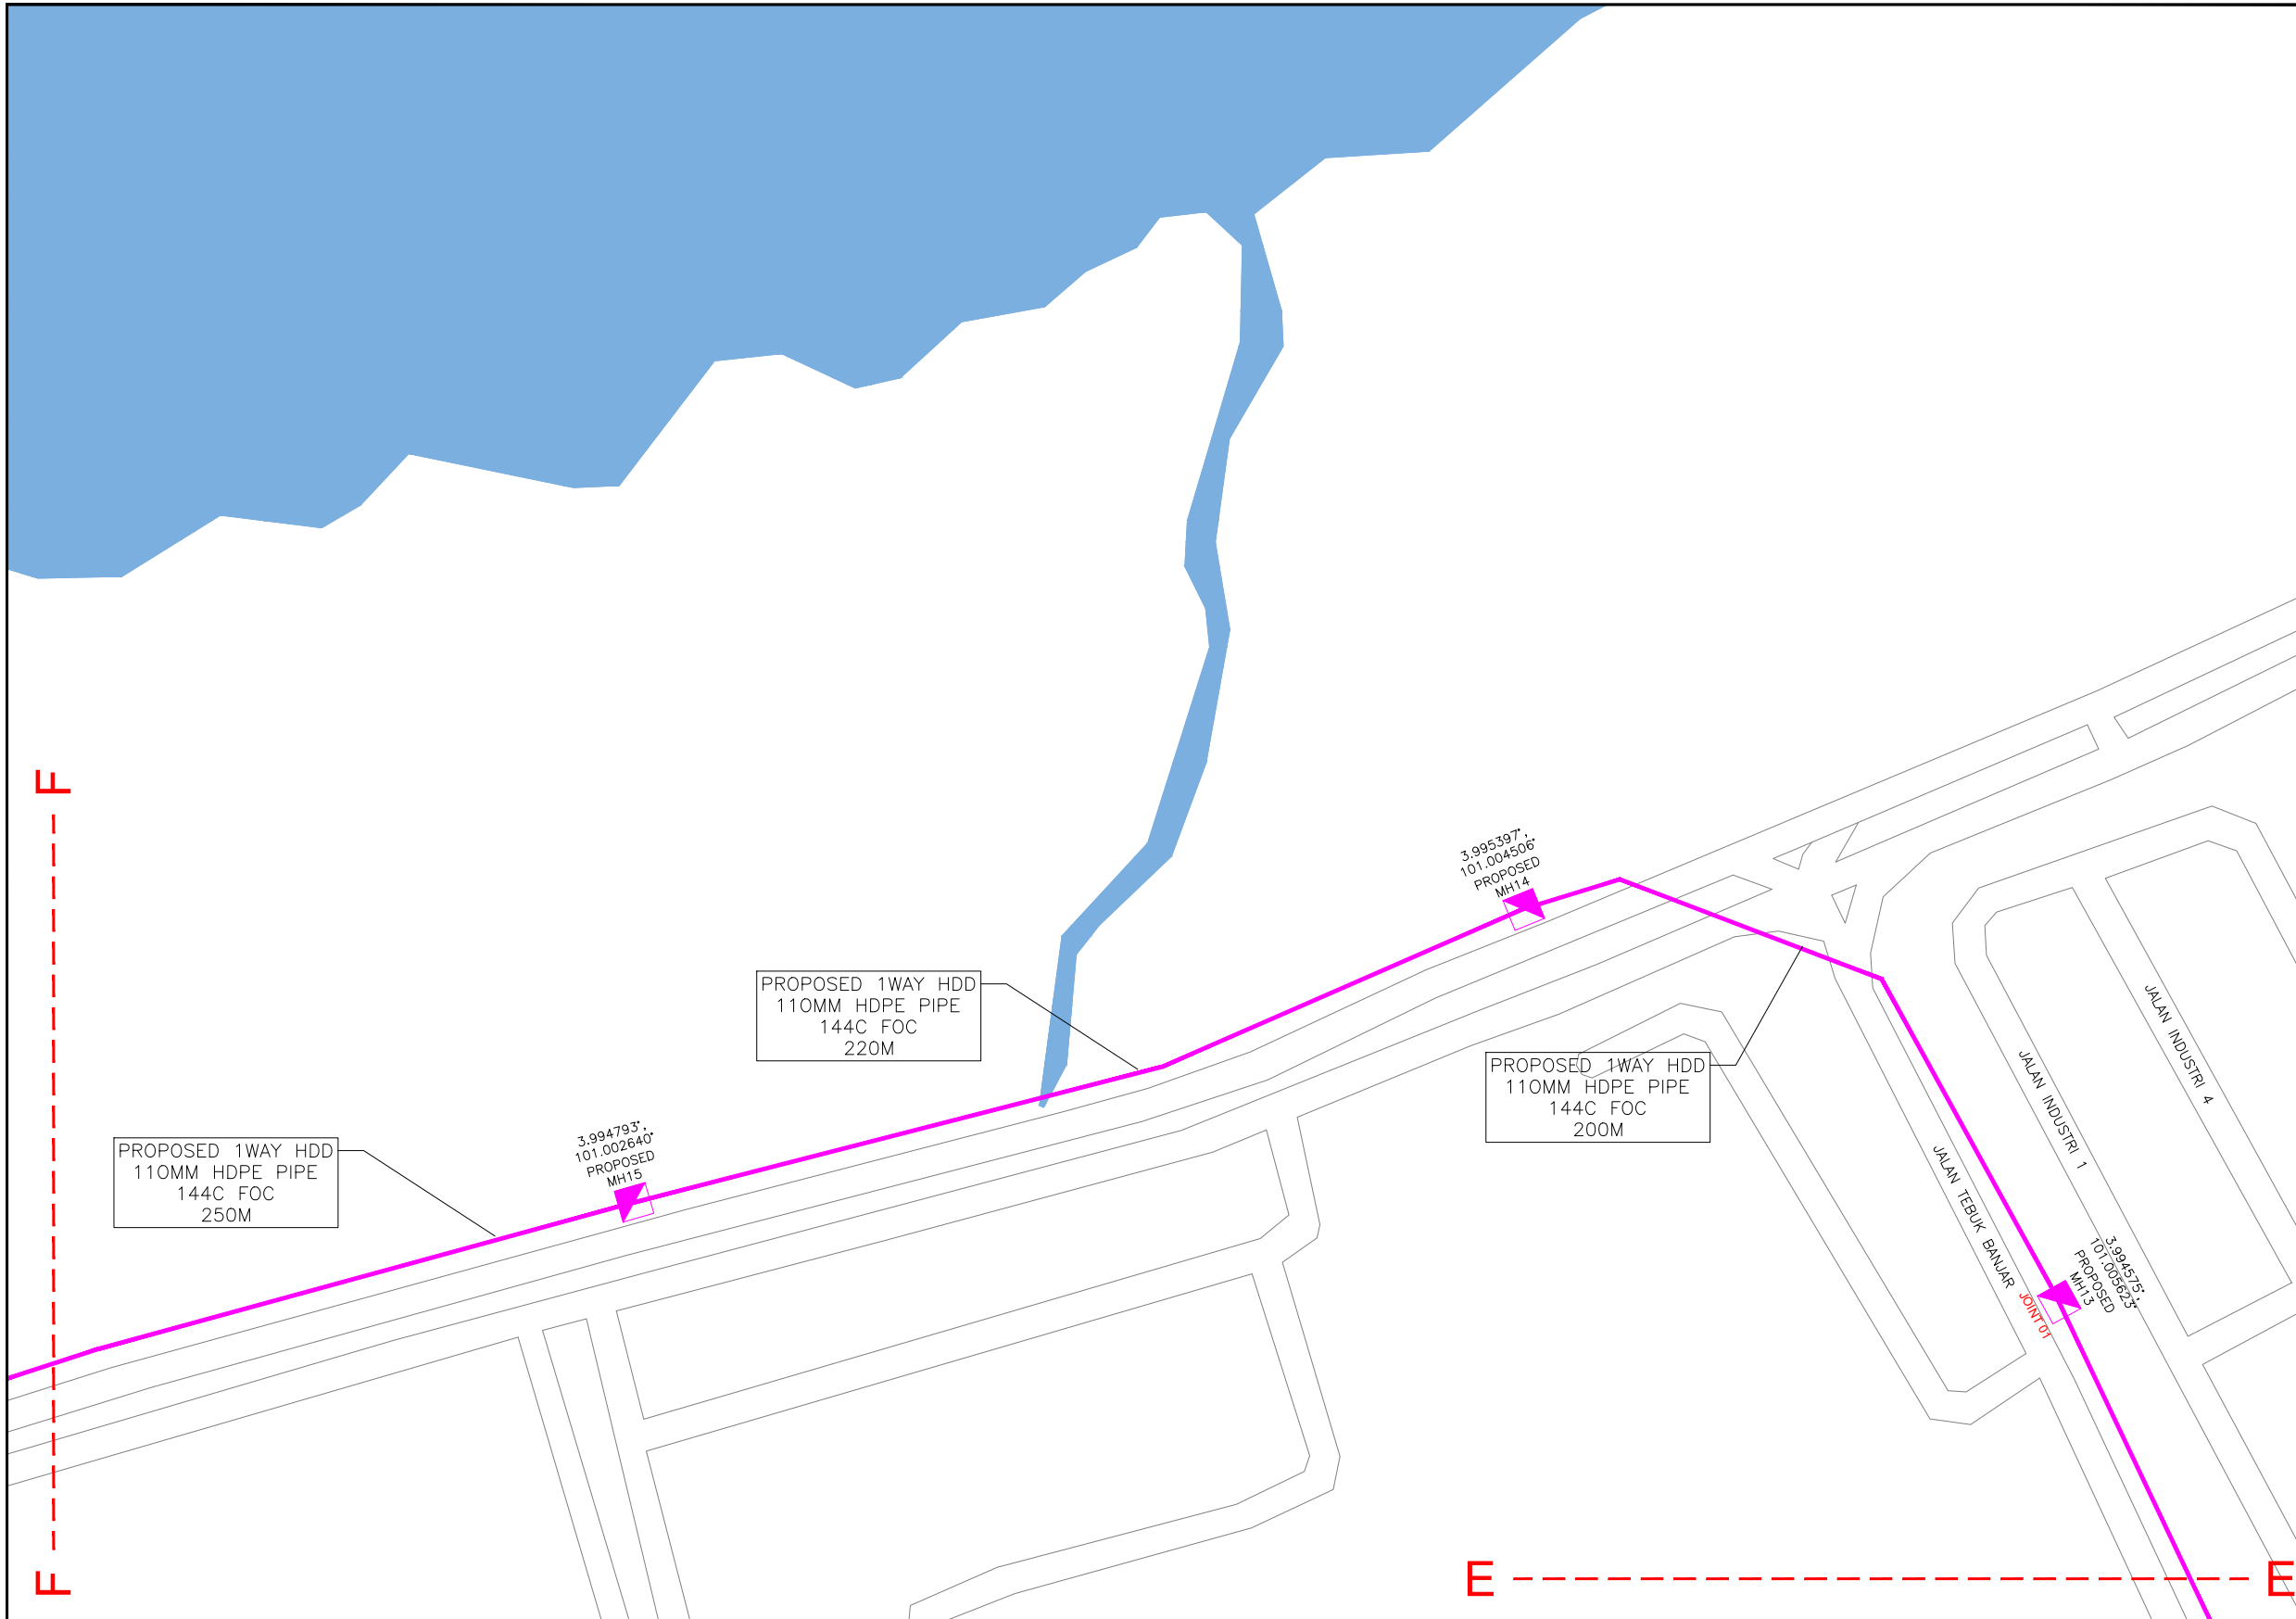 F
3.995397°,
101.004506°
PROPOSED
MH14
PROPOSED 1WAY HDD
110MM HDPE PIPE
144C FOC
220M
JALAN INDUSTRI 4
JALAN INDUSTRI 1
PROPOSED 1WAY HDD
110MM HDPE PIPE
144C FOC
200M
3.994793°,
101.002640°
PROPOSED
MH15
PROPOSED 1WAY HDD
110MM HDPE PIPE
144C FOC
250M
JALAN TEBUK BANJAR
3.994575°,
101.005623°
PROPOSED
MH13
JOINT 01
F
E
E